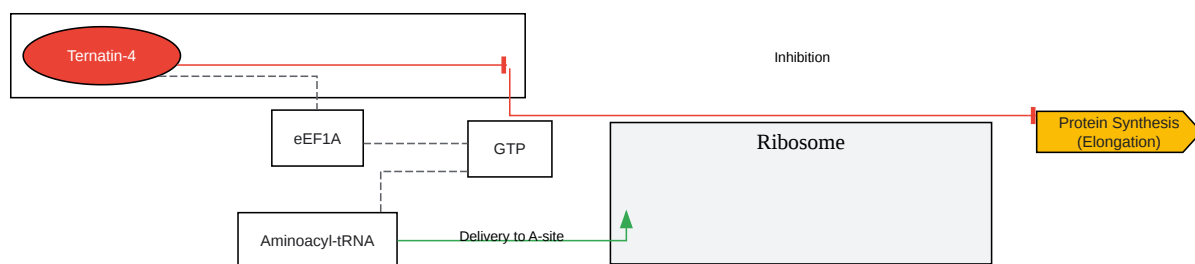 Ternatin-4
Inhibition
eEF1A
GTP
Ribosome
Protein Synthesis
(Elongation)
Aminoacyl-tRNA
Delivery to A-site